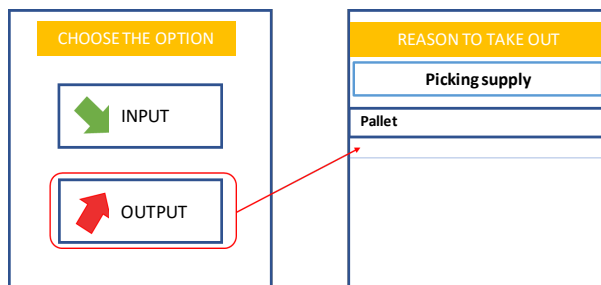 CHOOSE THE OPTION
INPUT
OUTPUT
REASON TO TAKE OUT
Picking supply
Pallet